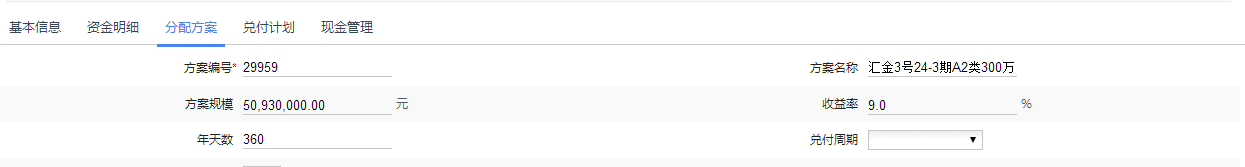 基本信息 资金明细 分配方案 兑付计划 现金管理
方案编号* 29959 方案名称 汇金3号24-3期A2类300万
方案规模 50,930,000.00 元 收益率 9.0 %
年天数 360 兑付周期